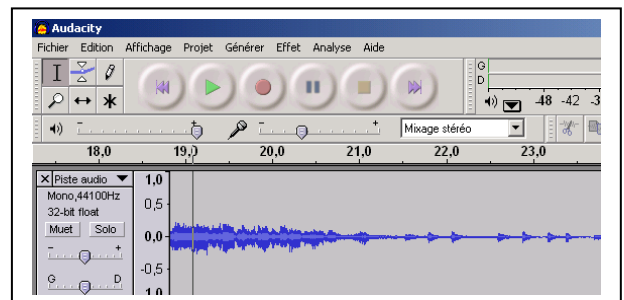 Audacity
Fichier Edition Affichage Projet Générer Effet Analyse Aide
G
D
-48 -42
- + - + Mixage stéréo
18,0 19,0 20,0 21,0 22,0 23,0
Piste audio 1,0
Mono,44100Hz
32-bit float 0,5
Muet Solo
- + 0,0
-0,5
G D
1,0